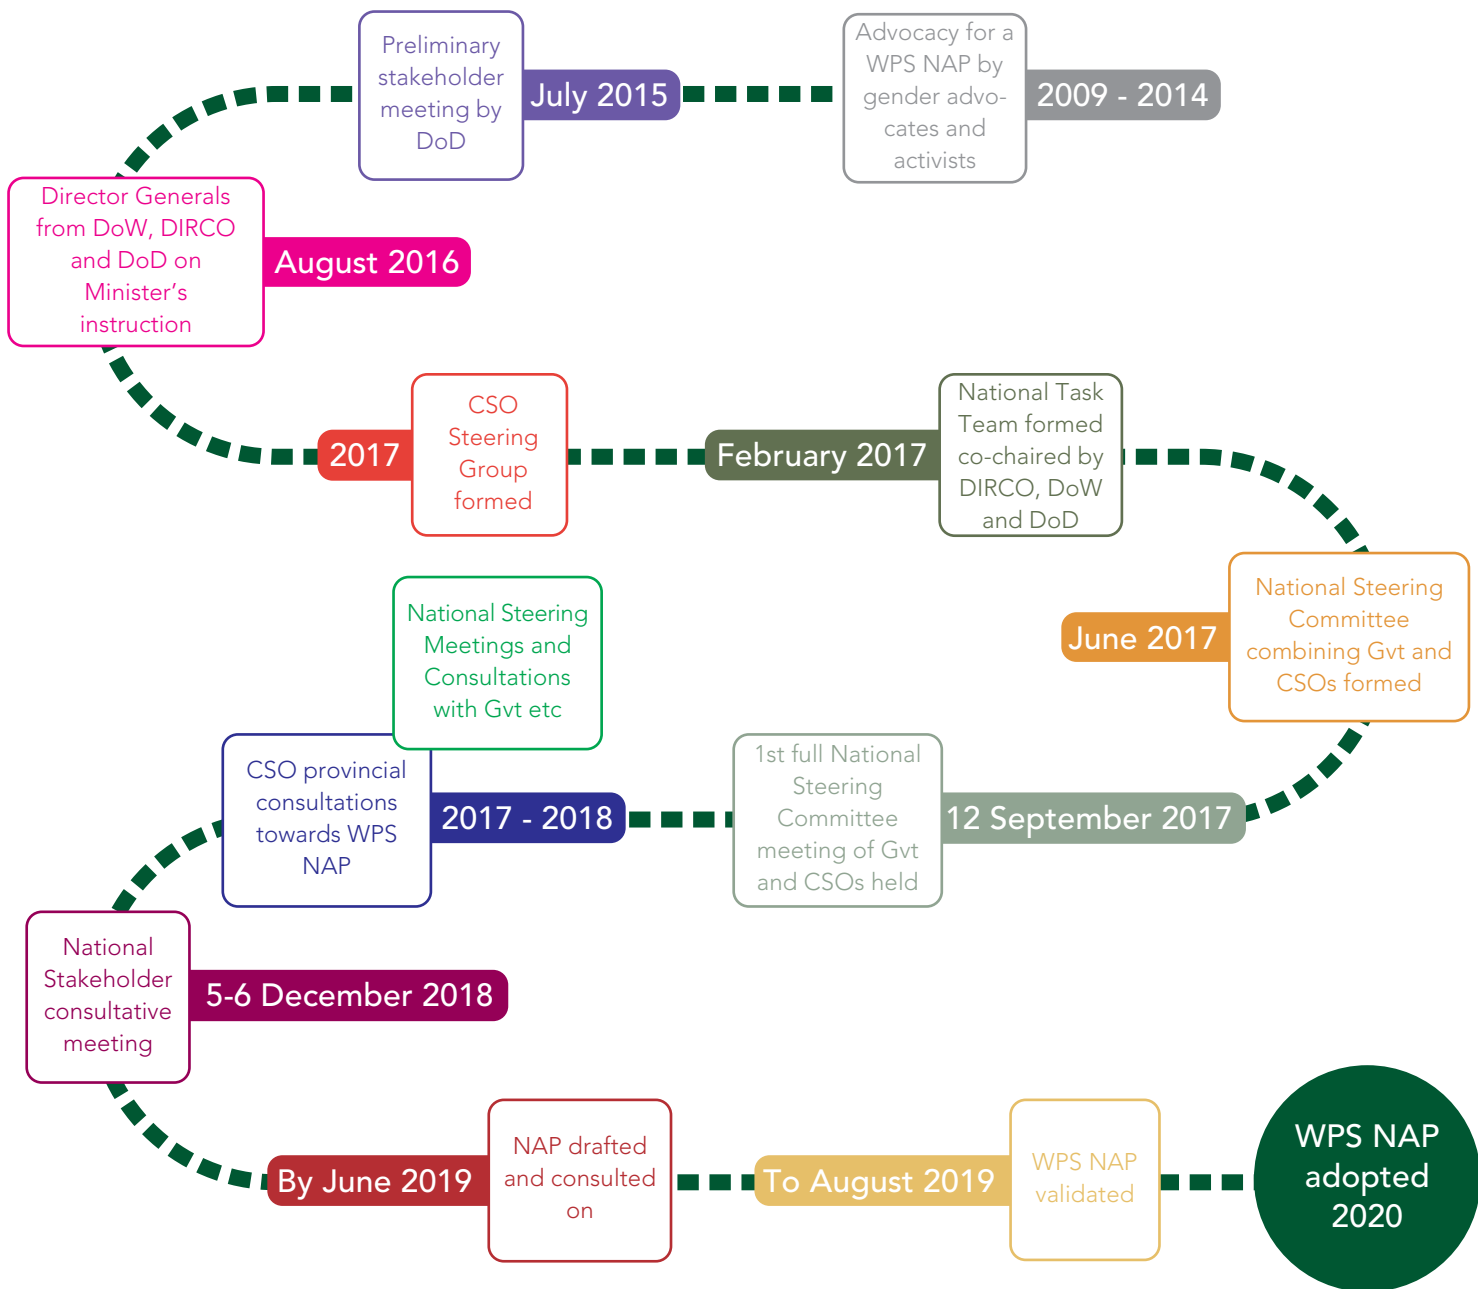 Advocacy for a
WPS NAP by
gender advo-
cates and
activists
2009 - 2014
Preliminary
stakeholder
meeting by
DoD
July 2015
Director Generals
from DoW, DIRCO
and DoD on
Minister’s
instruction
August 2016
2017
CSO
Steering
Group
formed
February 2017
National Task
Team formed
co-chaired by
DIRCO, DoW
and DoD
June 2017
National Steering
Committee
combining Gvt and
CSOs formed
12 September 2017
1st full National
Steering
Committee
meeting of Gvt
and CSOs held
2017 - 2018
National Steering
Meetings and
Consultations
with Gvt etc
CSO provincial
consultations
towards WPS
NAP
National
Stakeholder
consultative
meeting
5-6 December 2018
By June 2019
NAP drafted
and consulted
on
To August 2019
WPS NAP
validated
WPS NAP
adopted
2020